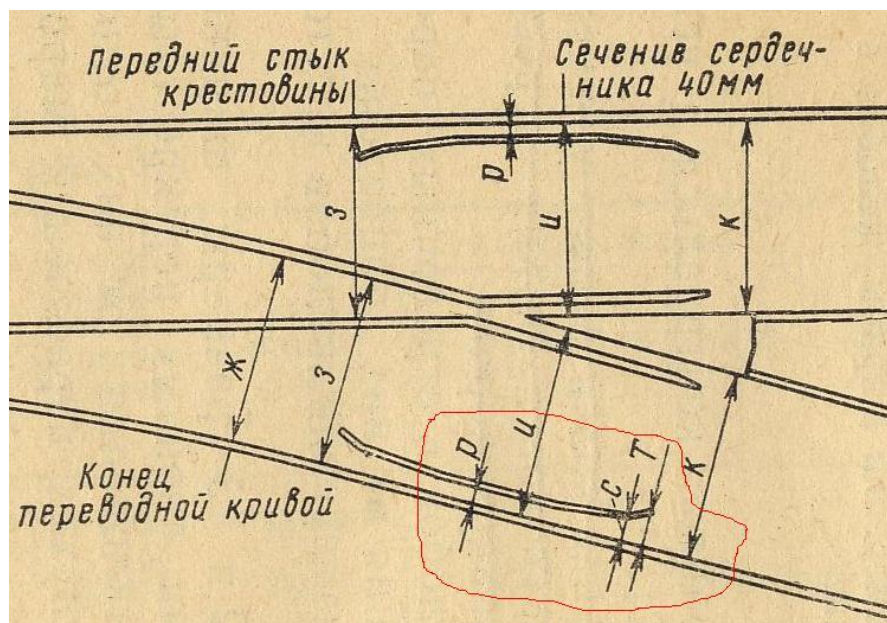 Передний стык
крестовины
Сечение сердеч-
ника 40мм
р
з
и
к
ж
з
и
р
с
Т
к
Конец
переводной кривой